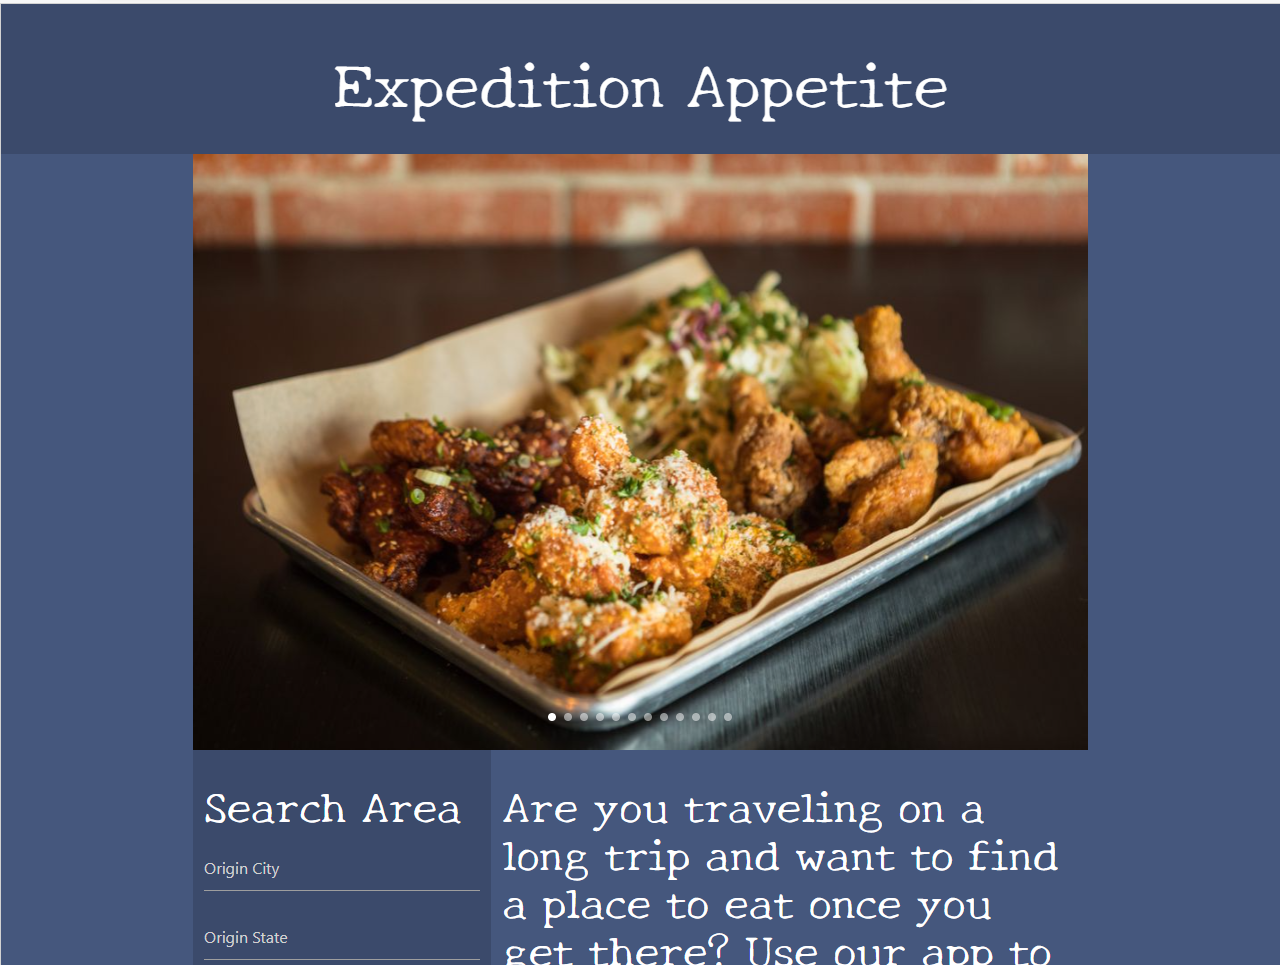 Expedition Appetite
Search Area
Origin City
Origin State
Are you traveling on a
long trip and want to find
a place to eat once you
get there? Use our app to